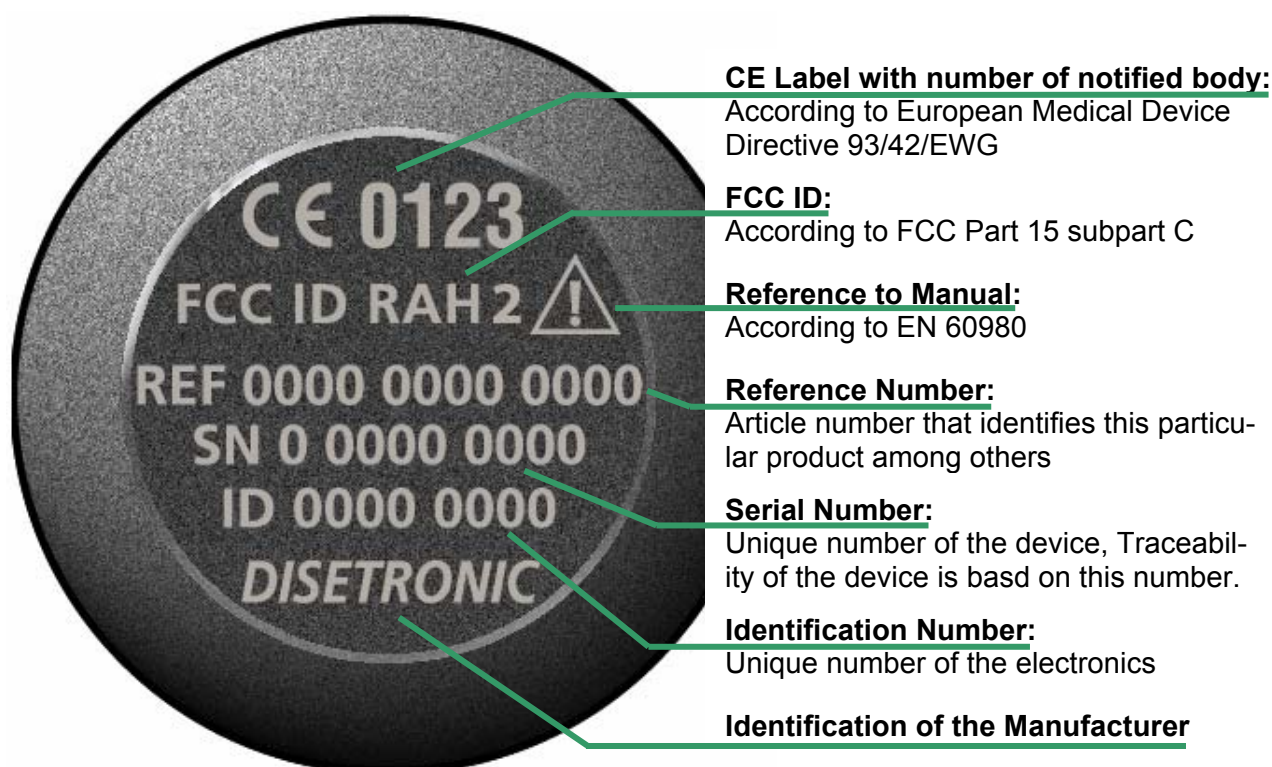 CE 0123
FCC ID RAH2 !
REF 0000 0000 0000
SN 0 0000 0000
ID 0000 0000
DISETRONIC
CE Label with number of notified body:
According to European Medical Device
Directive 93/42/EWG
FCC ID:
According to FCC Part 15 subpart C
Reference to Manual:
According to EN 60980
Reference Number:
Article number that identifies this particu-
lar product among others
Serial Number:
Unique number of the device, Traceabil-
ity of the device is basd on this number.
Identification Number:
Unique number of the electronics
Identification of the Manufacturer